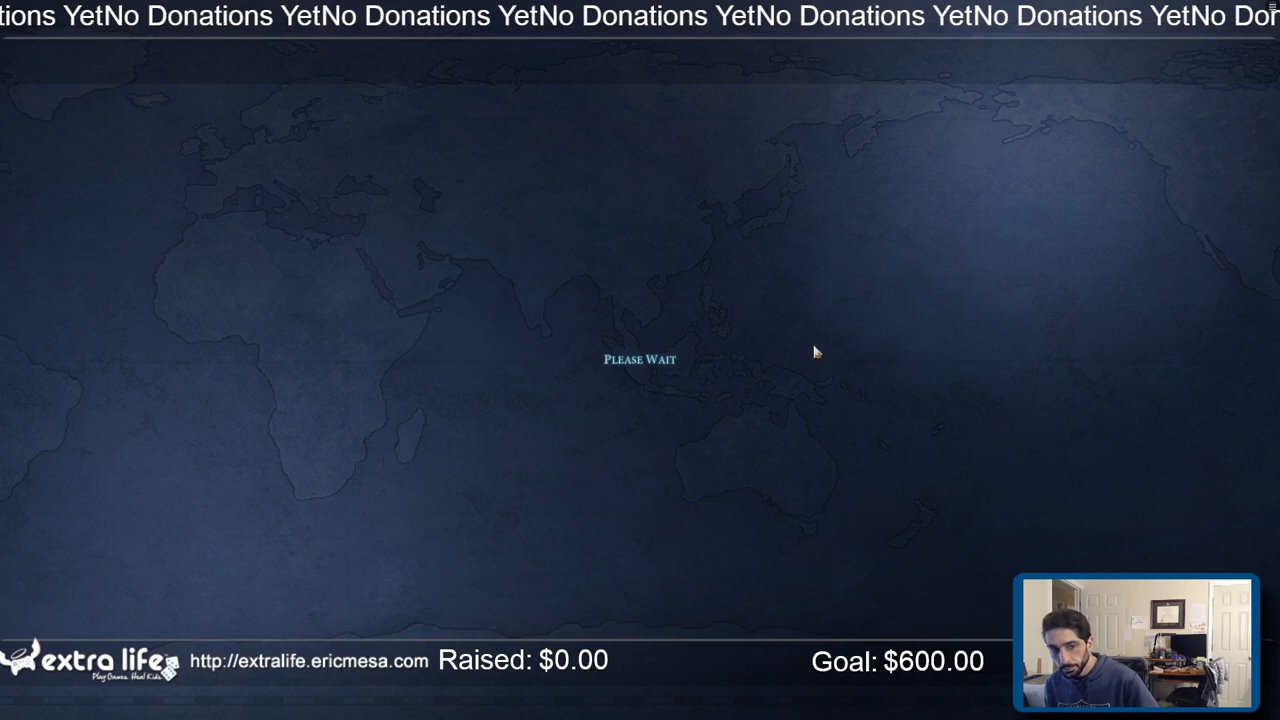 tions YetNo Donations YetNo Donations YetNo Donations YetNo Donations YetNo Donations YetNo Don
PLEASE WAIT
extra life
Play Games. Heal Kids.
http://extralife.ericmesa.com Raised: $0.00 Goal: $600.00